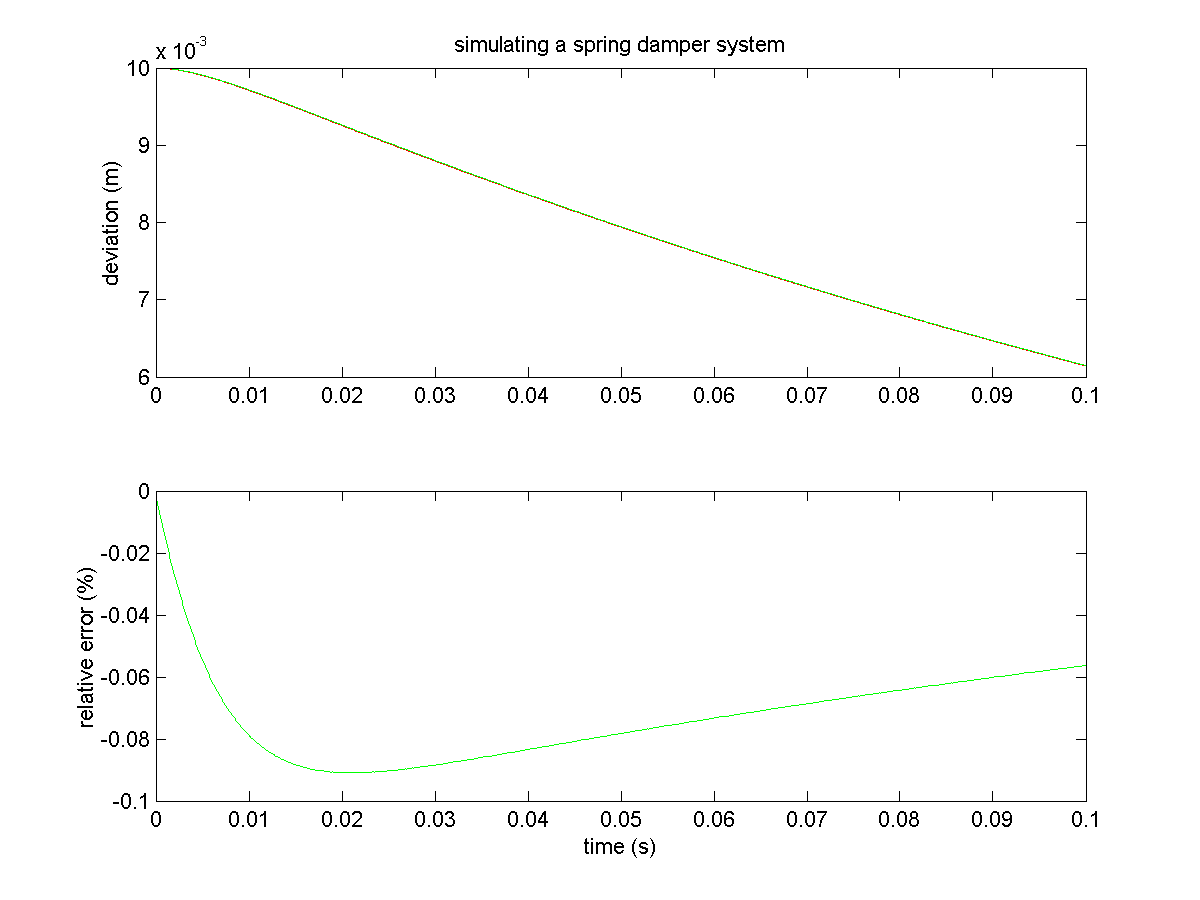 simulating a spring damper system
x 10-3
10
9
8
7
6
deviation (m)
0 0.01 0.02 0.03 0.04 0.05 0.06 0.07 0.08 0.09 0.1
0
-0.02
-0.04
-0.06
-0.08
-0.1
relative error (%)
0 0.01 0.02 0.03 0.04 0.05 0.06 0.07 0.08 0.09 0.1
time (s)